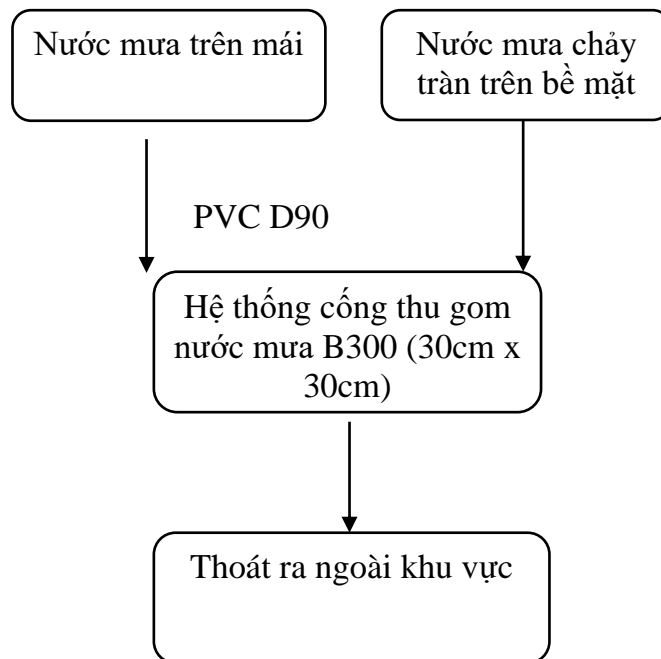 Nước mưa trên mái
Nước mưa chảy
tràn trên bề mặt
PVC D90
Hệ thống cống thu gom
nước mưa B300 (30cm x
30cm)
Thoát ra ngoài khu vực